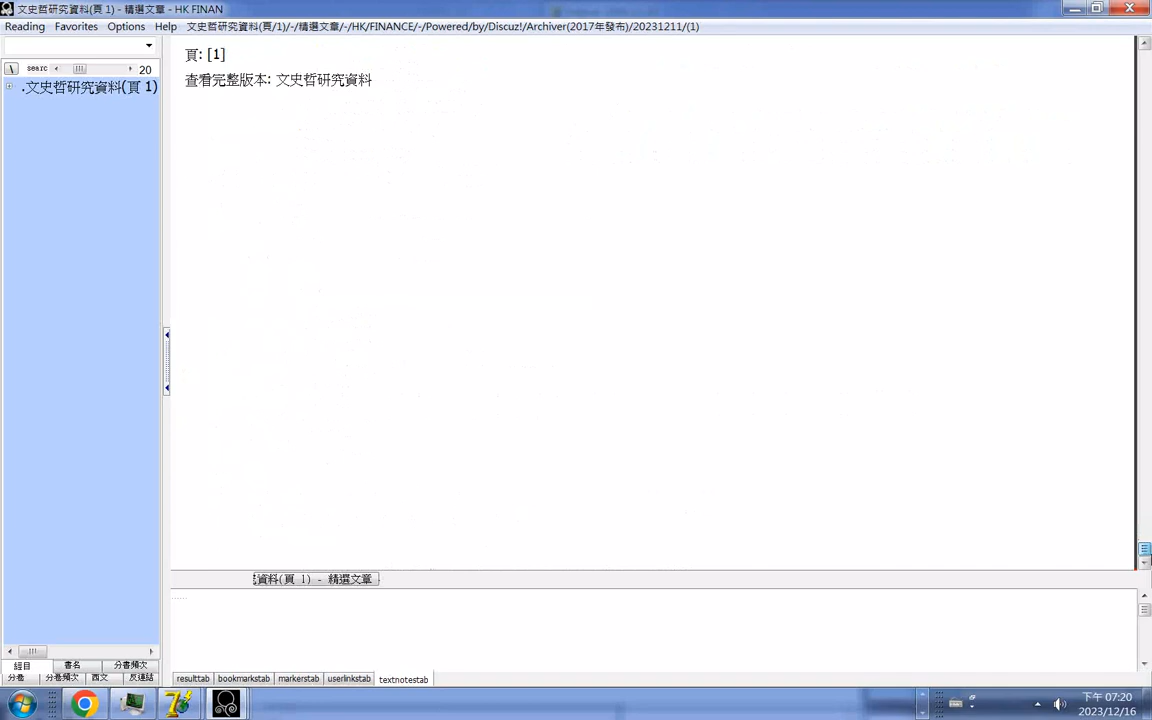 文史哲研究資料(頁 1) - 精選文章 - HK FINAN
Reading Favorites Options Help 文史哲研究資料(頁/1)/-/精選文章/-/HK/FINANCE/-/Powered/by/Discuz!/Archiver(2017年發布)/20231211/(1)
頁: [1]
searc 20
查看完整版本: 文史哲研究資料
.文史哲研究資料(頁 1)
資料(頁 1) - 精選文章 -
......
經目 書名 分書頻次
分卷 分卷頻次 西文 反連結
resulttab bookmarkstab markerstab userlinkstab textnotestab
下午 07:20
2023/12/16